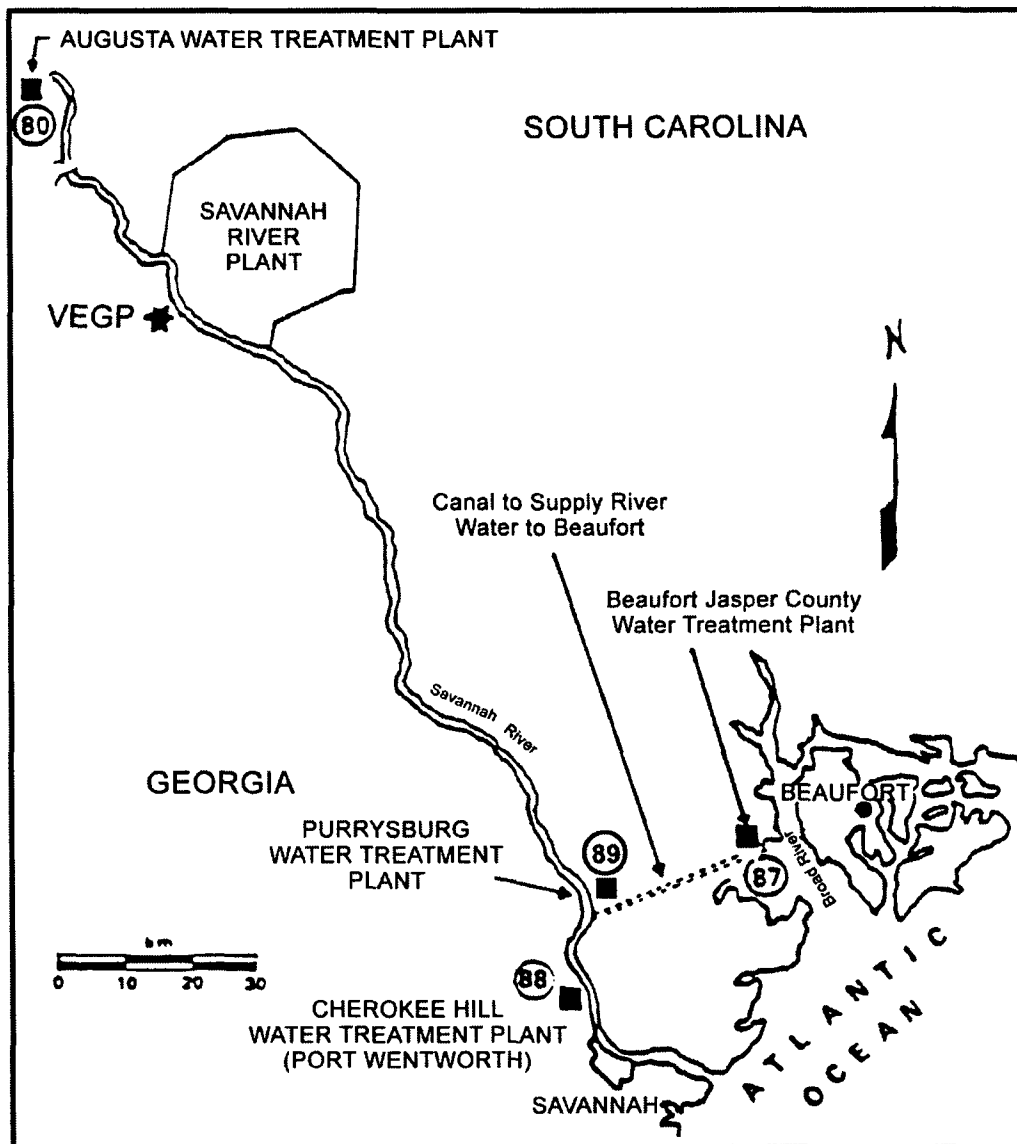 AUGUSTA WATER TREATMENT PLANT
80
SOUTH CAROLINA
SAVANNAH
RIVER
PLANT
VEGP
N
Canal to Supply River
Water to Beaufort
Beaufort Jasper County
Water Treatment Plant
Savannah River
GEORGIA
BEAUFORT
PURRYSBURG
WATER TREATMENT
PLANT
89
87
Broad River
km
0 10 20 30
88
CHEROKEE HILL
WATER TREATMENT PLANT
(PORT WENTWORTH)
SAVANNAH
ATLANTIC
OCEAN